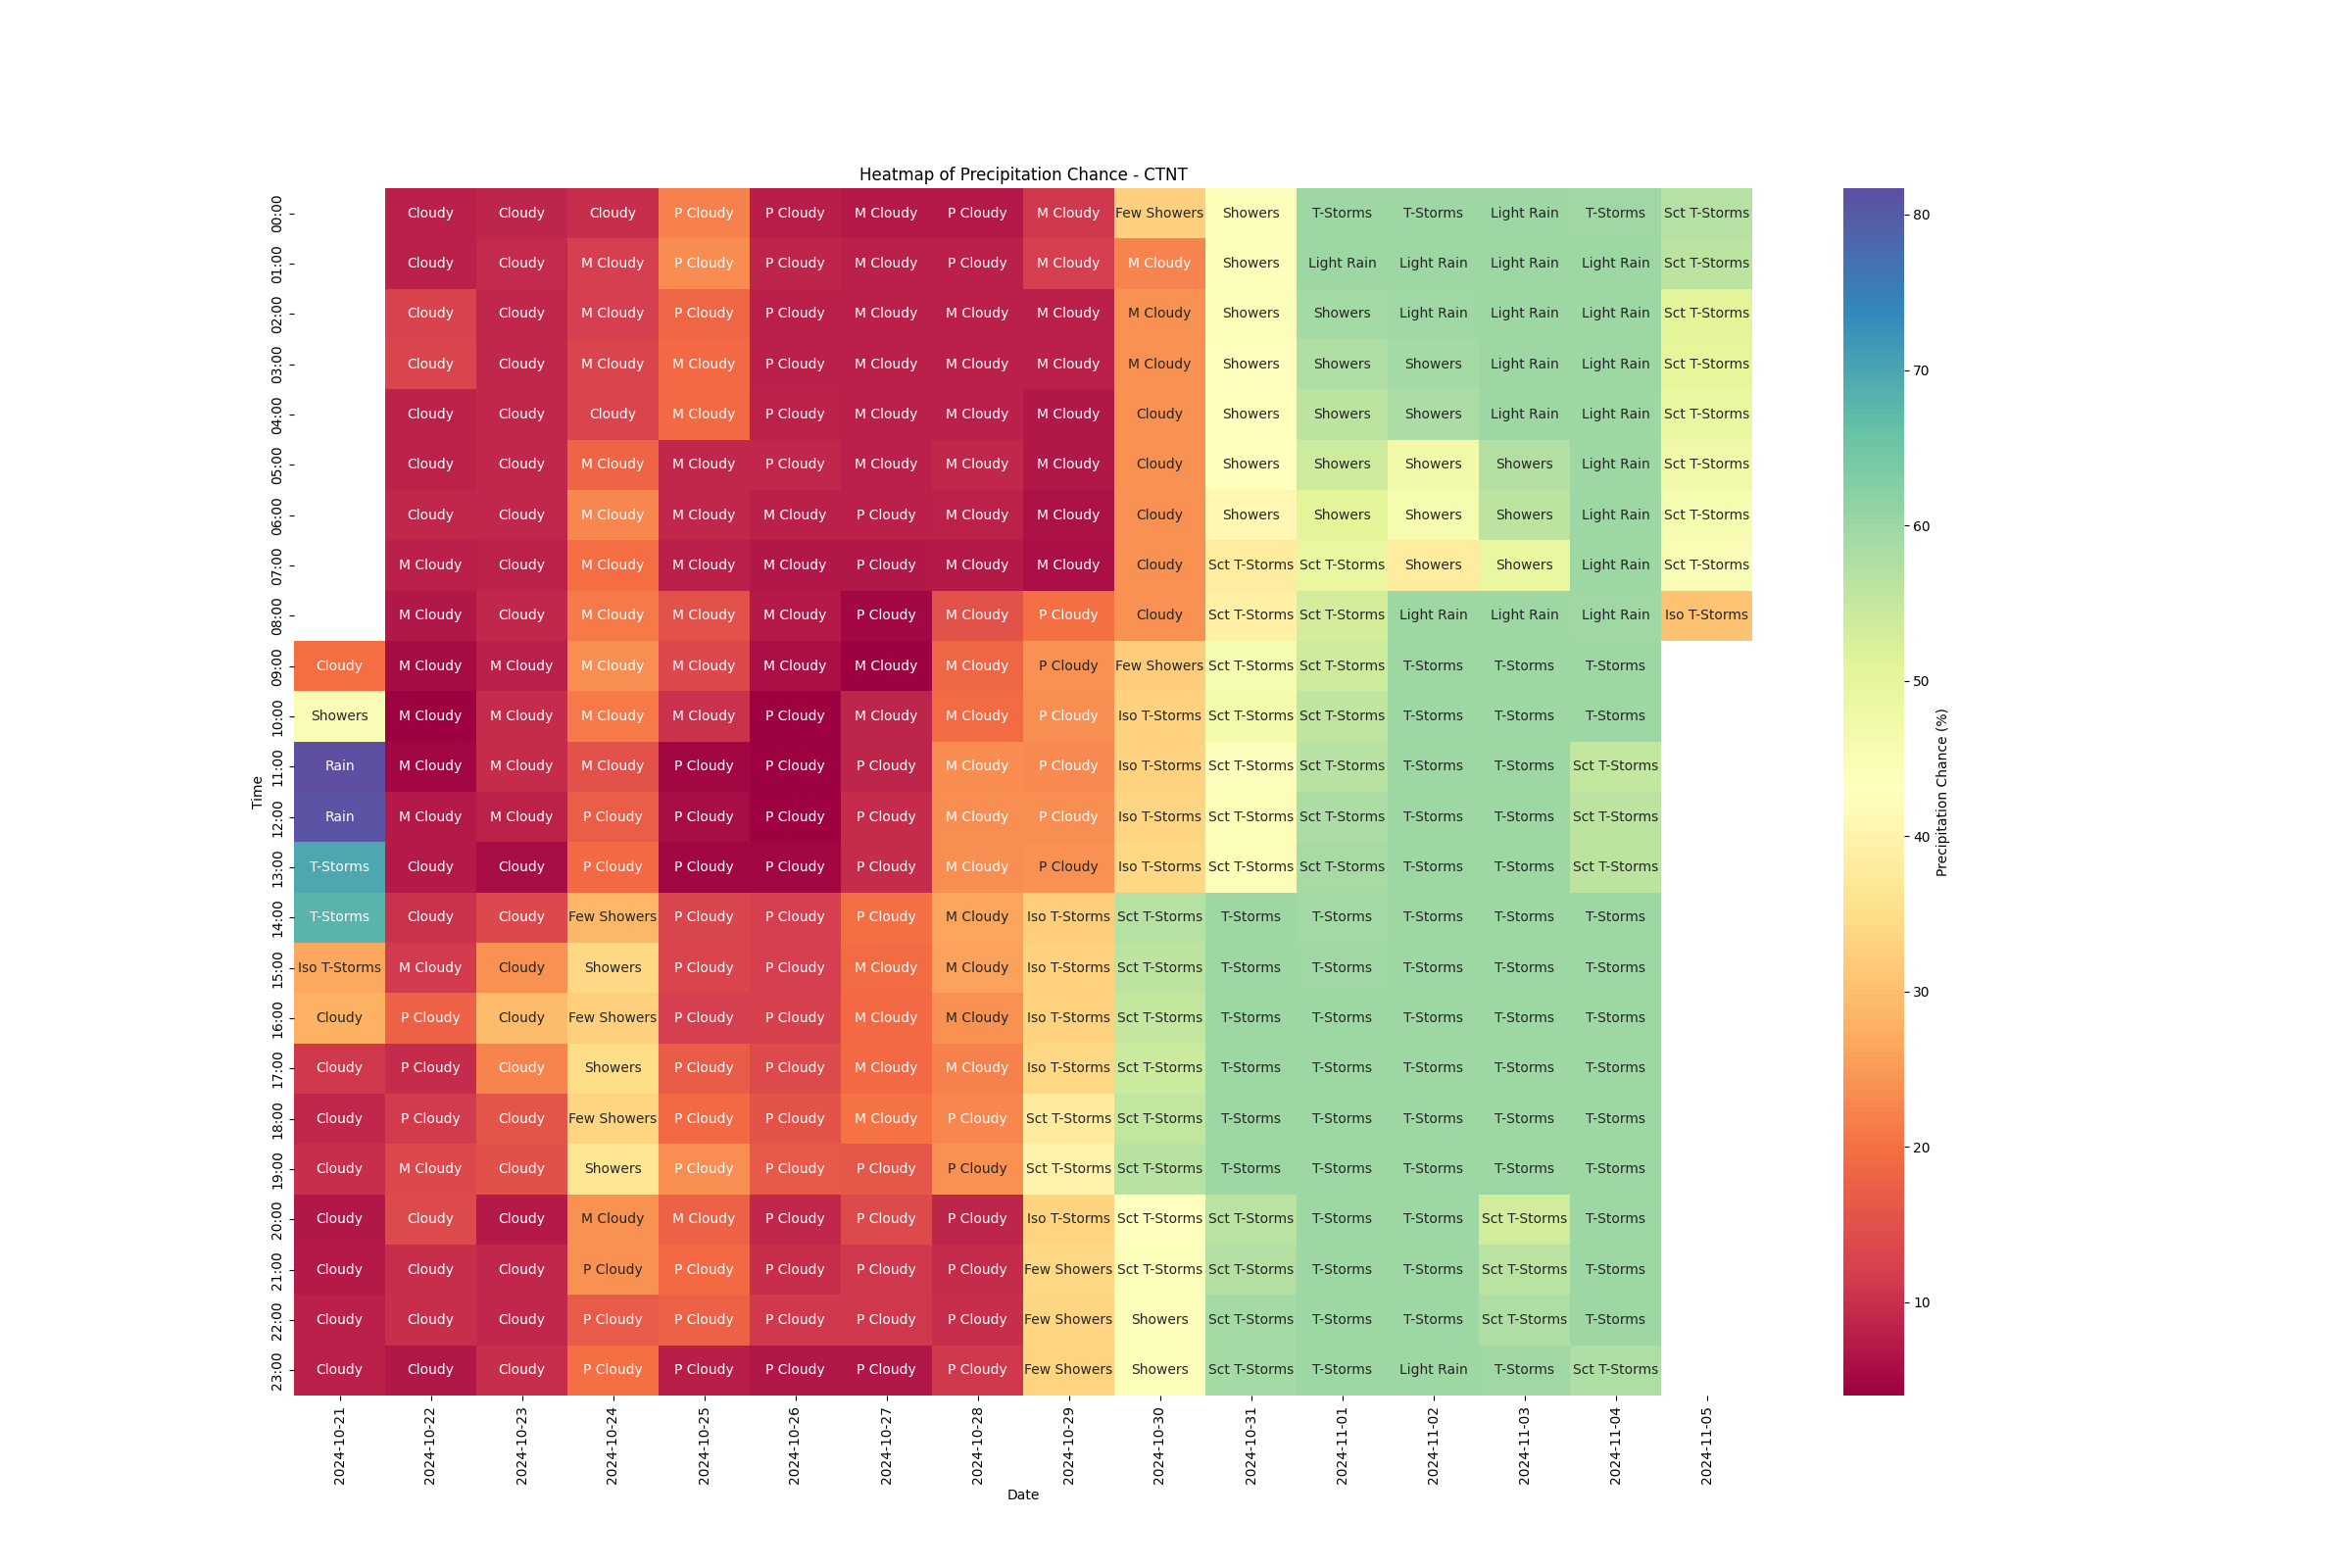 Heatmap of Precipitation Chance - CTNT
00:00 Cloudy Cloudy Cloudy P Cloudy P Cloudy M Cloudy P Cloudy M Cloudy Few Showers Showers T-Storms T-Storms Light Rain T-Storms Sct T-Storms
01:00 Cloudy Cloudy M Cloudy P Cloudy P Cloudy M Cloudy P Cloudy M Cloudy M Cloudy Showers Light Rain Light Rain Light Rain Light Rain Sct T-Storms
02:00 Cloudy Cloudy M Cloudy P Cloudy P Cloudy M Cloudy M Cloudy M Cloudy M Cloudy Showers Showers Light Rain Light Rain Light Rain Sct T-Storms
03:00 Cloudy Cloudy M Cloudy M Cloudy P Cloudy M Cloudy M Cloudy M Cloudy M Cloudy Showers Showers Showers Light Rain Light Rain Sct T-Storms
04:00 Cloudy Cloudy Cloudy M Cloudy P Cloudy M Cloudy M Cloudy M Cloudy Cloudy Showers Showers Showers Light Rain Light Rain Sct T-Storms
05:00 Cloudy Cloudy M Cloudy M Cloudy P Cloudy M Cloudy M Cloudy M Cloudy Cloudy Showers Showers Showers Showers Light Rain Sct T-Storms
06:00 Cloudy Cloudy M Cloudy M Cloudy M Cloudy P Cloudy M Cloudy M Cloudy Cloudy Showers Showers Showers Showers Light Rain Sct T-Storms
07:00 M Cloudy Cloudy M Cloudy M Cloudy M Cloudy P Cloudy M Cloudy M Cloudy Cloudy Sct T-Storms Sct T-Storms Showers Showers Light Rain Sct T-Storms
08:00 M Cloudy Cloudy M Cloudy M Cloudy M Cloudy P Cloudy M Cloudy P Cloudy Cloudy Sct T-Storms Sct T-Storms Light Rain Light Rain Light Rain Iso T-Storms
09:00 Cloudy M Cloudy M Cloudy M Cloudy M Cloudy M Cloudy M Cloudy M Cloudy P Cloudy Few Showers Sct T-Storms Sct T-Storms T-Storms T-Storms T-Storms
10:00 Showers M Cloudy M Cloudy M Cloudy M Cloudy P Cloudy M Cloudy M Cloudy P Cloudy Iso T-Storms Sct T-Storms Sct T-Storms T-Storms T-Storms T-Storms
11:00 Rain M Cloudy M Cloudy M Cloudy P Cloudy P Cloudy P Cloudy M Cloudy P Cloudy Iso T-Storms Sct T-Storms Sct T-Storms T-Storms T-Storms Sct T-Storms
12:00 Rain M Cloudy M Cloudy P Cloudy P Cloudy P Cloudy P Cloudy M Cloudy P Cloudy Iso T-Storms Sct T-Storms Sct T-Storms T-Storms T-Storms Sct T-Storms
13:00 T-Storms Cloudy Cloudy P Cloudy P Cloudy P Cloudy P Cloudy M Cloudy P Cloudy Iso T-Storms Sct T-Storms Sct T-Storms T-Storms T-Storms Sct T-Storms
14:00 T-Storms Cloudy Cloudy Few Showers P Cloudy P Cloudy P Cloudy M Cloudy Iso T-Storms Sct T-Storms T-Storms T-Storms T-Storms T-Storms T-Storms
15:00 Iso T-Storms M Cloudy Cloudy Showers P Cloudy P Cloudy M Cloudy M Cloudy Iso T-Storms Sct T-Storms T-Storms T-Storms T-Storms T-Storms T-Storms
16:00 Cloudy P Cloudy Cloudy Few Showers P Cloudy P Cloudy M Cloudy M Cloudy Iso T-Storms Sct T-Storms T-Storms T-Storms T-Storms T-Storms T-Storms
17:00 Cloudy P Cloudy Cloudy Showers P Cloudy P Cloudy M Cloudy M Cloudy Iso T-Storms Sct T-Storms T-Storms T-Storms T-Storms T-Storms T-Storms
18:00 Cloudy P Cloudy Cloudy Few Showers P Cloudy P Cloudy M Cloudy P Cloudy Sct T-Storms Sct T-Storms T-Storms T-Storms T-Storms T-Storms T-Storms
19:00 Cloudy M Cloudy Cloudy Showers P Cloudy P Cloudy P Cloudy P Cloudy Sct T-Storms Sct T-Storms T-Storms T-Storms T-Storms T-Storms T-Storms
20:00 Cloudy Cloudy Cloudy M Cloudy M Cloudy P Cloudy P Cloudy P Cloudy Iso T-Storms Sct T-Storms Sct T-Storms T-Storms T-Storms Sct T-Storms T-Storms
21:00 Cloudy Cloudy Cloudy P Cloudy P Cloudy P Cloudy P Cloudy P Cloudy Few Showers Sct T-Storms Sct T-Storms T-Storms T-Storms Sct T-Storms T-Storms
22:00 Cloudy Cloudy Cloudy P Cloudy P Cloudy P Cloudy P Cloudy P Cloudy Few Showers Showers Sct T-Storms T-Storms T-Storms Sct T-Storms T-Storms
23:00 Cloudy Cloudy Cloudy P Cloudy P Cloudy P Cloudy P Cloudy P Cloudy Few Showers Showers Sct T-Storms T-Storms Light Rain T-Storms Sct T-Storms
2024-10-21 2024-10-22 2024-10-23 2024-10-24 2024-10-25 2024-10-26 2024-10-27 2024-10-28 2024-10-29 2024-10-30 2024-10-31 2024-11-01 2024-11-02 2024-11-03 2024-11-04 2024-11-05
Date
Time
80
70
60
50
40
30
20
10
Precipitation Chance (%)